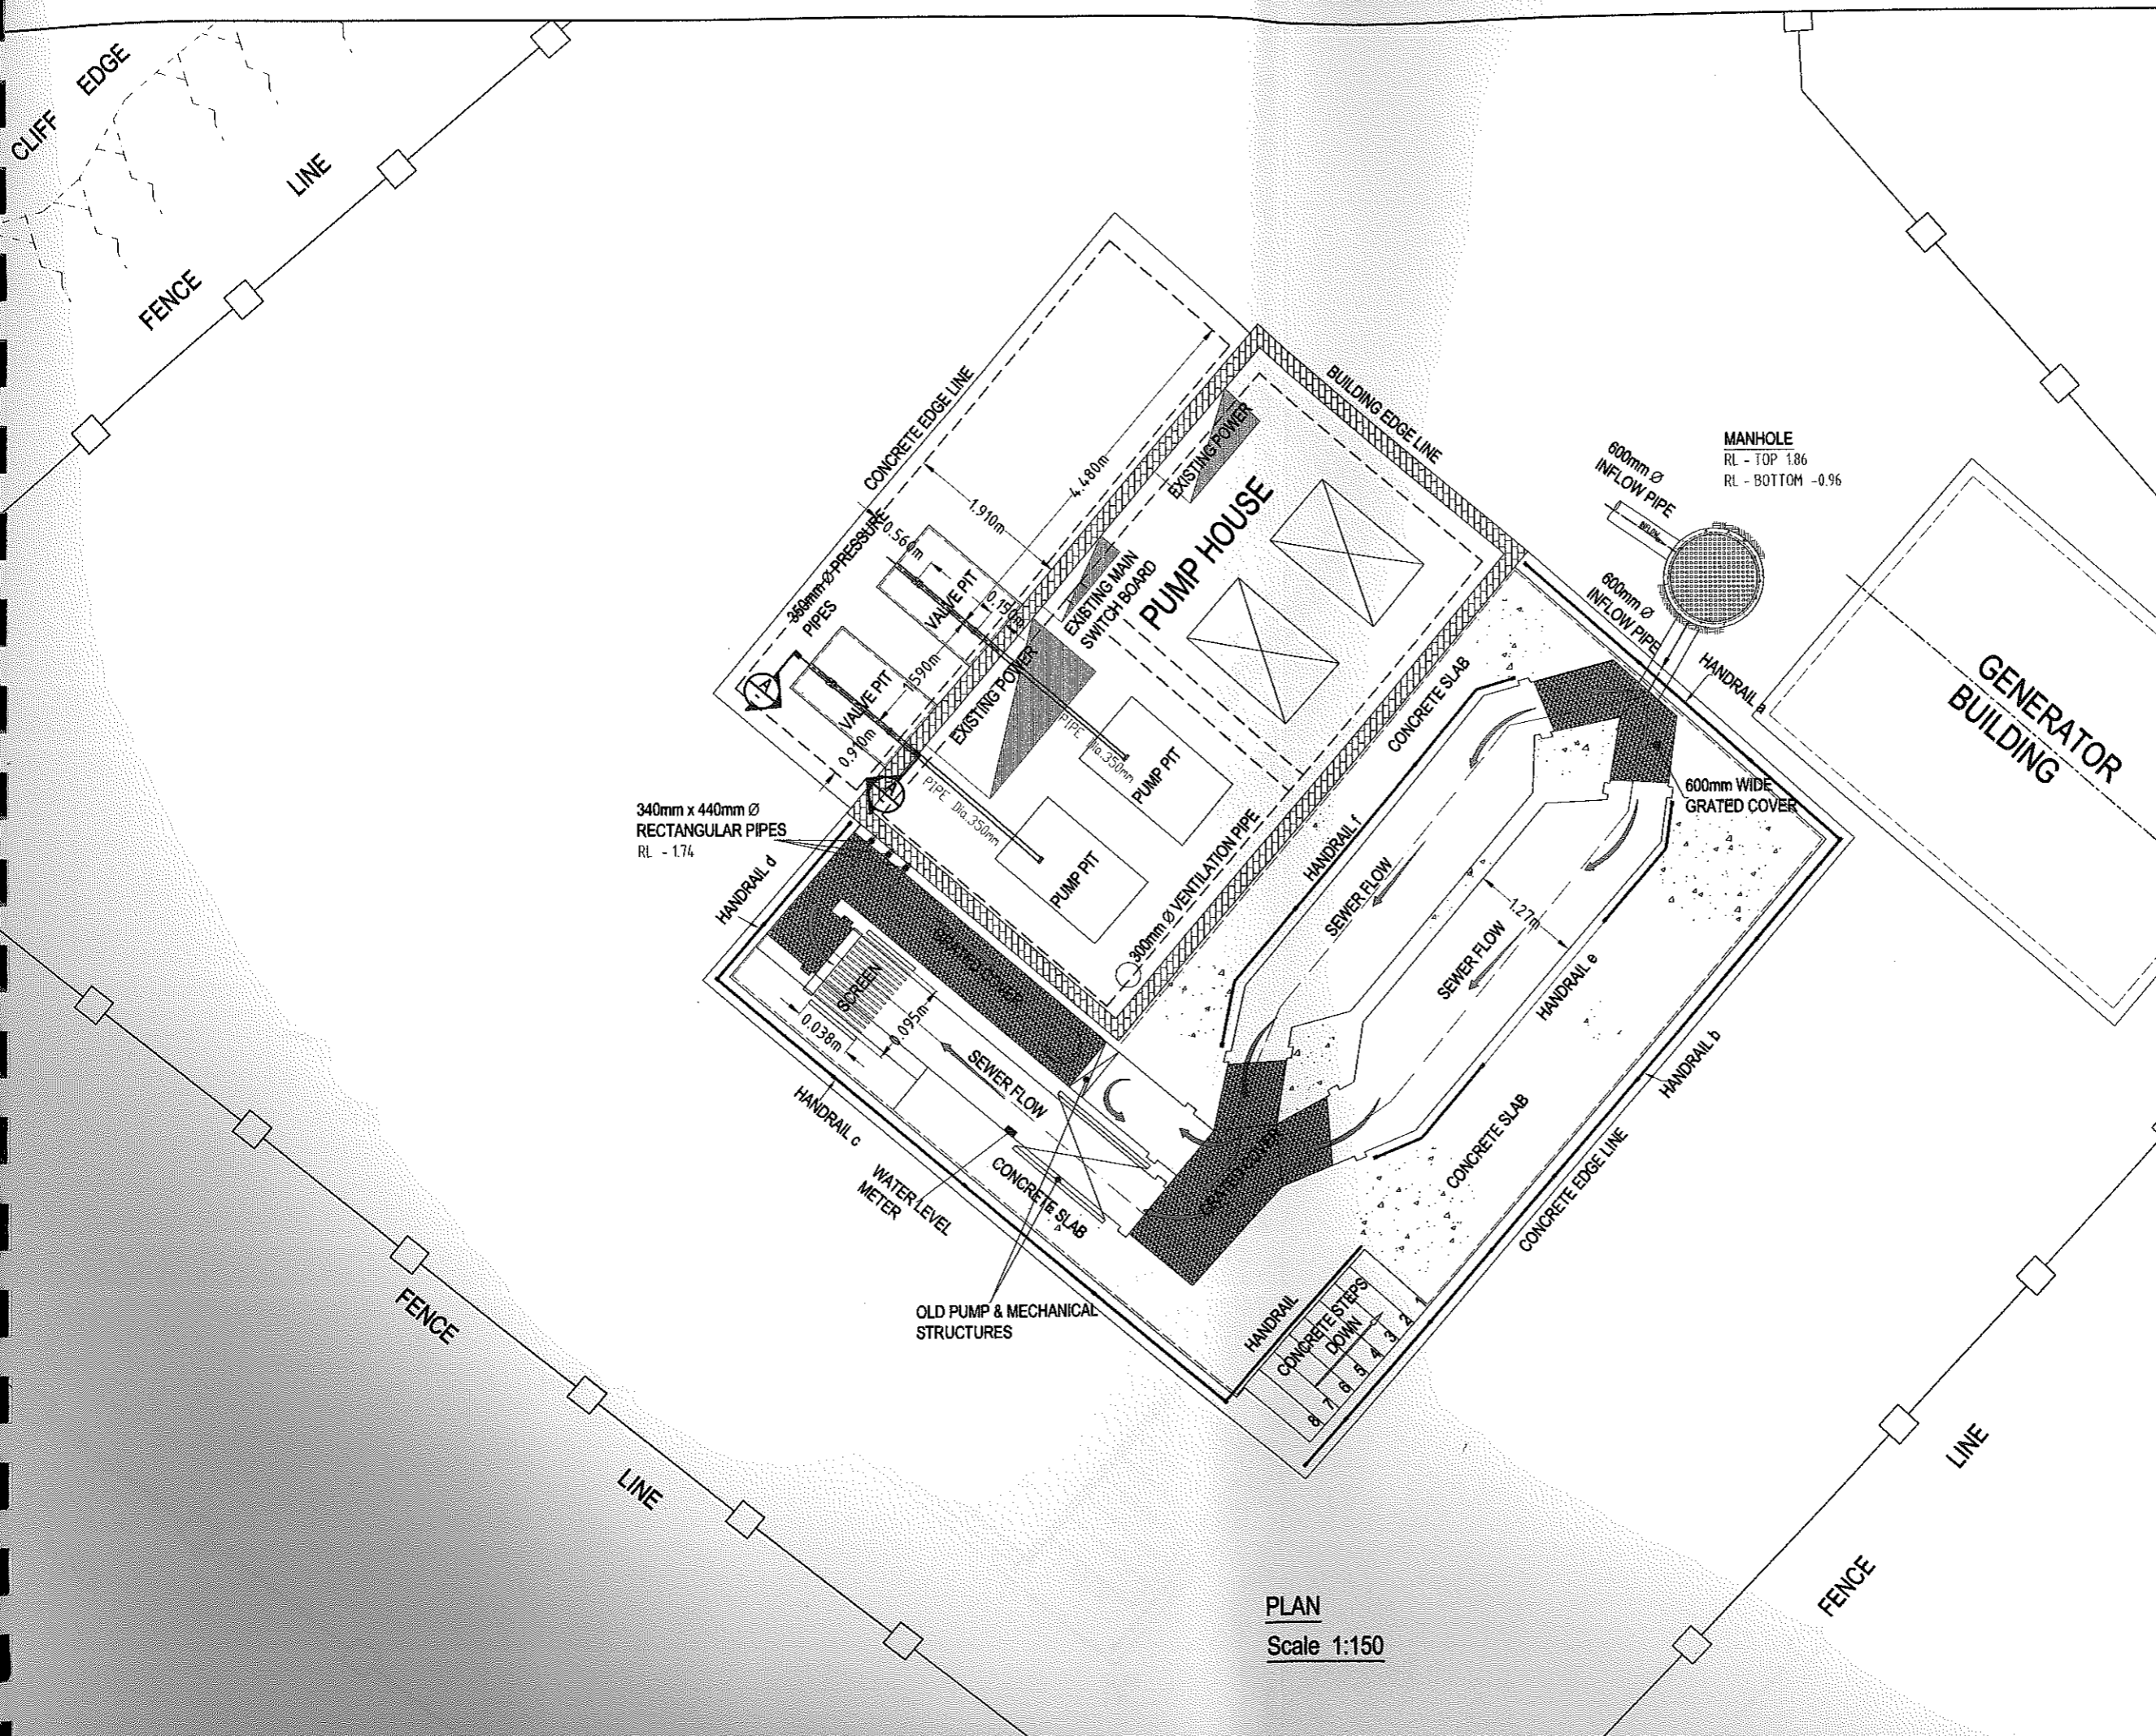 CLIFF EDGE
FENCE LINE
CONCRETE EDGE LINE
BUILDING EDGE LINE
4.480m
1.910m
0.560m
0.190m
1.590m
0.910m
350mm Ø PRESSURE
PIPES
VALVE PIT
VALVE PIT
A
A
EXISTING POWER
EXISTING MAIN
SWITCH BOARD
EXISTING POWER
PUMP HOUSE
PIPE Dia.350mm
PIPE Dia.350mm
PUMP PIT
PUMP PIT
300mm Ø VENTILATION PIPE
MANHOLE
RL - TOP 1.86
RL - BOTTOM -0.96
600mm Ø
INFLOW PIPE
600mm Ø
INFLOW PIPE
HANDRAIL a
GENERATOR
BUILDING
600mm WIDE
GRATED COVER
CONCRETE SLAB
HANDRAIL f
SEWER FLOW
1.27m
SEWER FLOW
HANDRAIL e
HANDRAIL b
CONCRETE SLAB
CONCRETE EDGE LINE
340mm x 440mm Ø
RECTANGULAR PIPES
RL - 1.74
HANDRAIL d
GRATED COVER
SCREEN
0.038m
0.095m
SEWER FLOW
HANDRAIL c
WATER LEVEL
METER
CONCRETE SLAB
GRATED COVER
OLD PUMP & MECHANICAL
STRUCTURES
HANDRAIL
CONCRETE STEPS
DOWN
1
2
3
4
5
6
7
8
FENCE LINE
FENCE LINE
PLAN
Scale 1:150